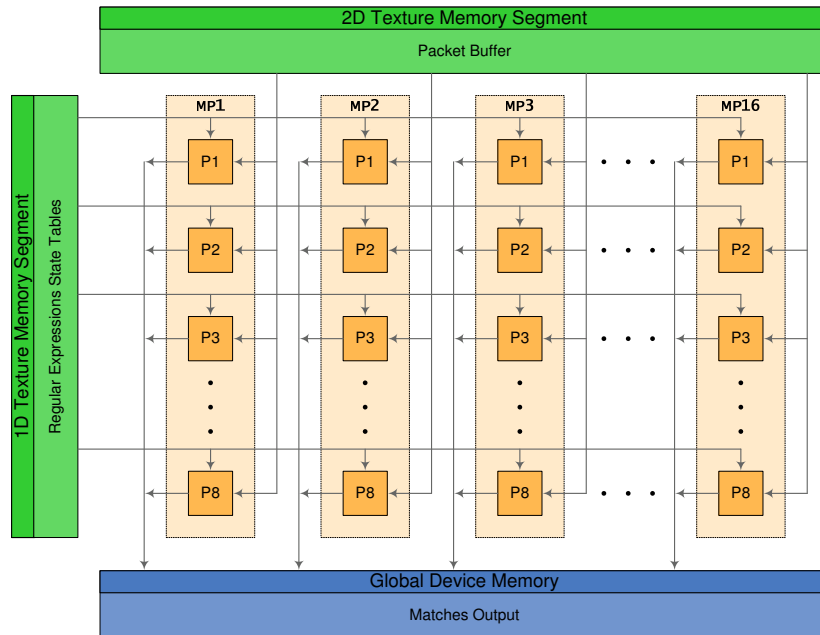 2D Texture Memory Segment
Packet Buffer
1D Texture Memory Segment
Regular Expressions State Tables
MP1 MP2 MP3 MP16
P1 P1 P1 P1
P2 P2 P2 P2
P3 P3 P3 P3
P8 P8 P8 P8
Global Device Memory
Matches Output